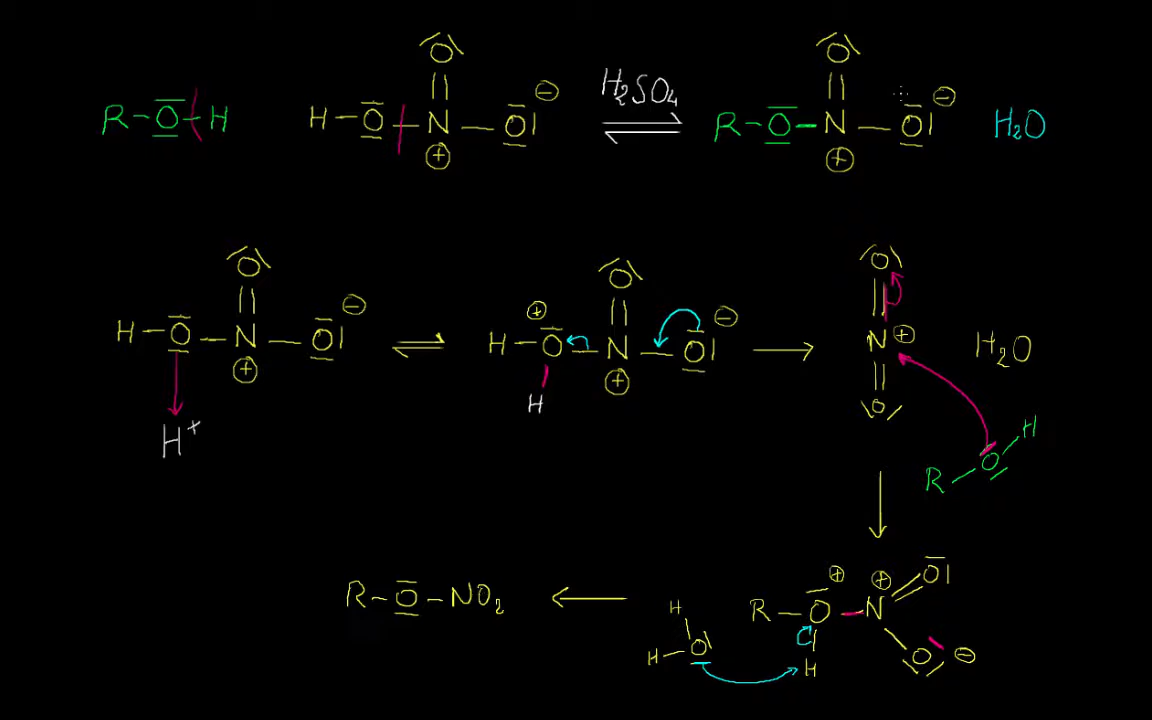 R-O-H H-O-N-O| ⊖ H₂SO₄ R-O-N-O| ⊖ H₂O
O O
⊕ ⊕
O O O
H-O-N-O| ⊖ H-O-N-O| ⊖ N ⊕ H₂O
⊕ ⊕ ⊕ O
H⁺ H R-O-H
R-O-NO₂ H-O-H R-O-N=O| ⊕ ⊕
H O ⊖